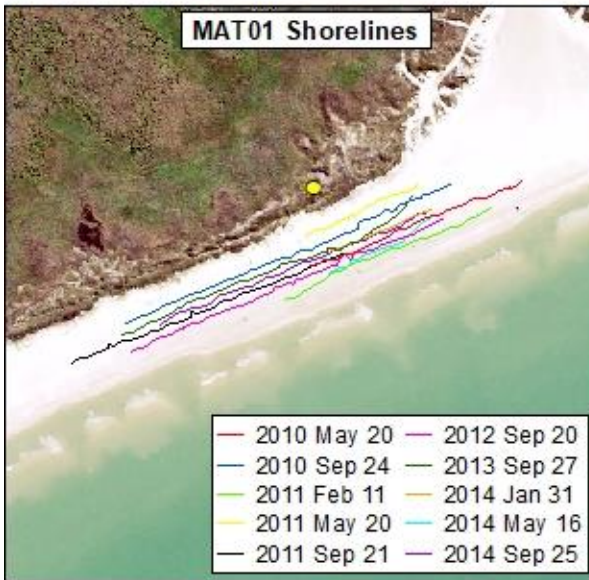 MAT01 Shorelines
2010 May 20
2012 Sep 20
2010 Sep 24
2013 Sep 27
2011 Feb 11
2014 Jan 31
2011 May 20
2014 May 16
2011 Sep 21
2014 Sep 25